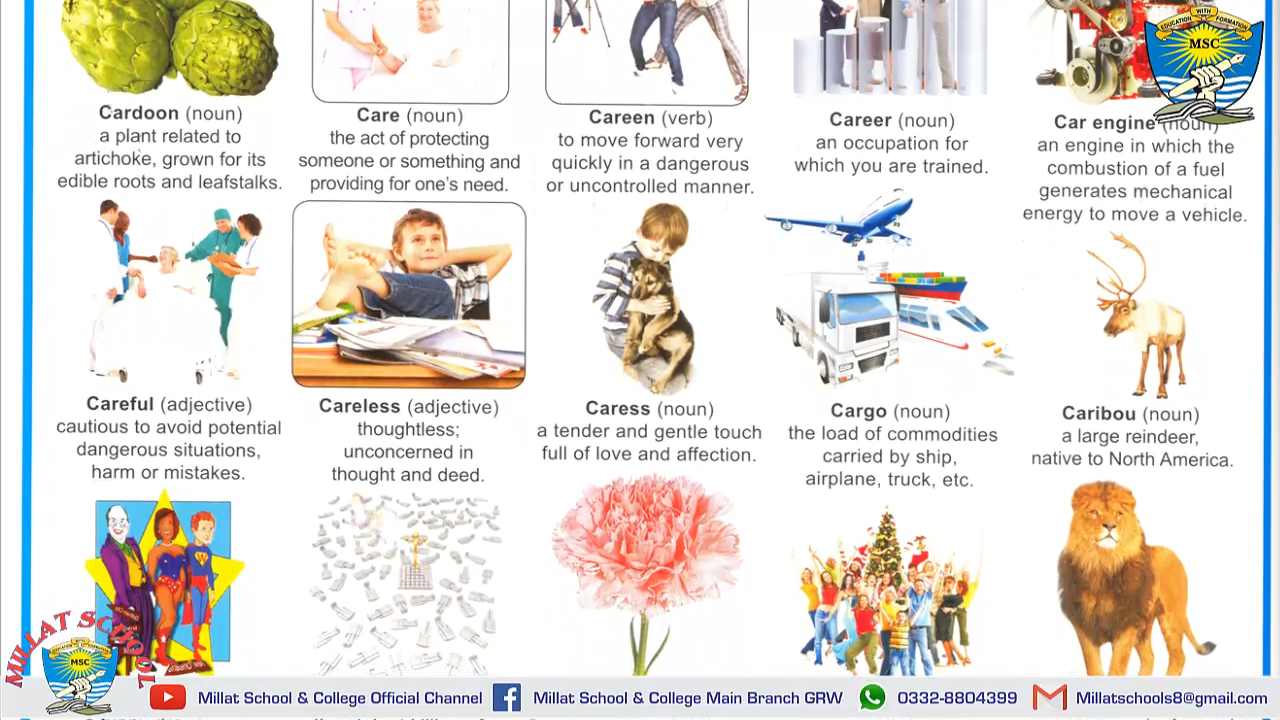 EDUCATION WITH FORMATION
MSC
Cardoon (noun)
a plant related to
artichoke, grown for its
edible roots and leafstalks.
Care (noun)
the act of protecting
someone or something and
providing for one's need.
Careen (verb)
to move forward very
quickly in a dangerous
or uncontrolled manner.
Career (noun)
an occupation for
which you are trained.
Car engine (noun)
an engine in which the
combustion of a fuel
generates mechanical
energy to move a vehicle.
Careful (adjective)
cautious to avoid potential
dangerous situations,
harm or mistakes.
Careless (adjective)
thoughtless;
unconcerned in
thought and deed.
Caress (noun)
a tender and gentle touch
full of love and affection.
Cargo (noun)
the load of commodities
carried by ship,
airplane, truck, etc.
Caribou (noun)
a large reindeer,
native to North America.
MILLAT SCHOOL
MSC
Millat School & College Official Channel
Millat School & College Main Branch GRW
0332-8804399
Millatschools8@gmail.com